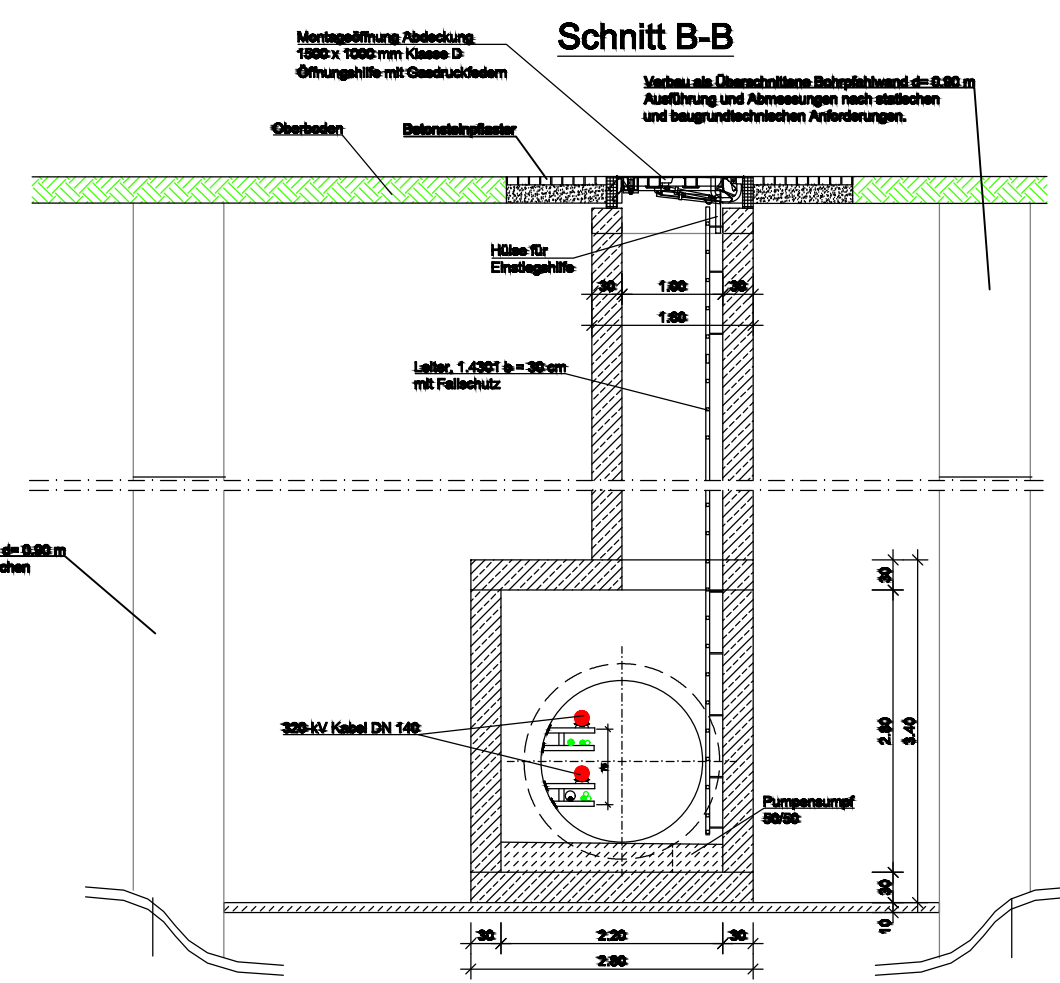 Schnitt B-B
Montageöffnung Abdeckung
1500 x 1000 mm Klasse D
Öffnungshilfe mit Gasdruckfedern
Verbau als Überschnittene Bohrpfahlwand d= 0.90 m
Ausführung und Abmessungen nach statischen
und baugrundtechnischen Anforderungen.
Oberboden
Betonsteinpflaster
Hülse für
Einstiegshilfe
30
1.00
30
1.60
Leiter, 1.4301 b = 30 cm
mit Fallschutz
d= 0.90 m
chen
30
320-kV Kabel DN 140
2.80
3.40
Pumpensumpf
50/50
30
10
30
2.20
30
2.80